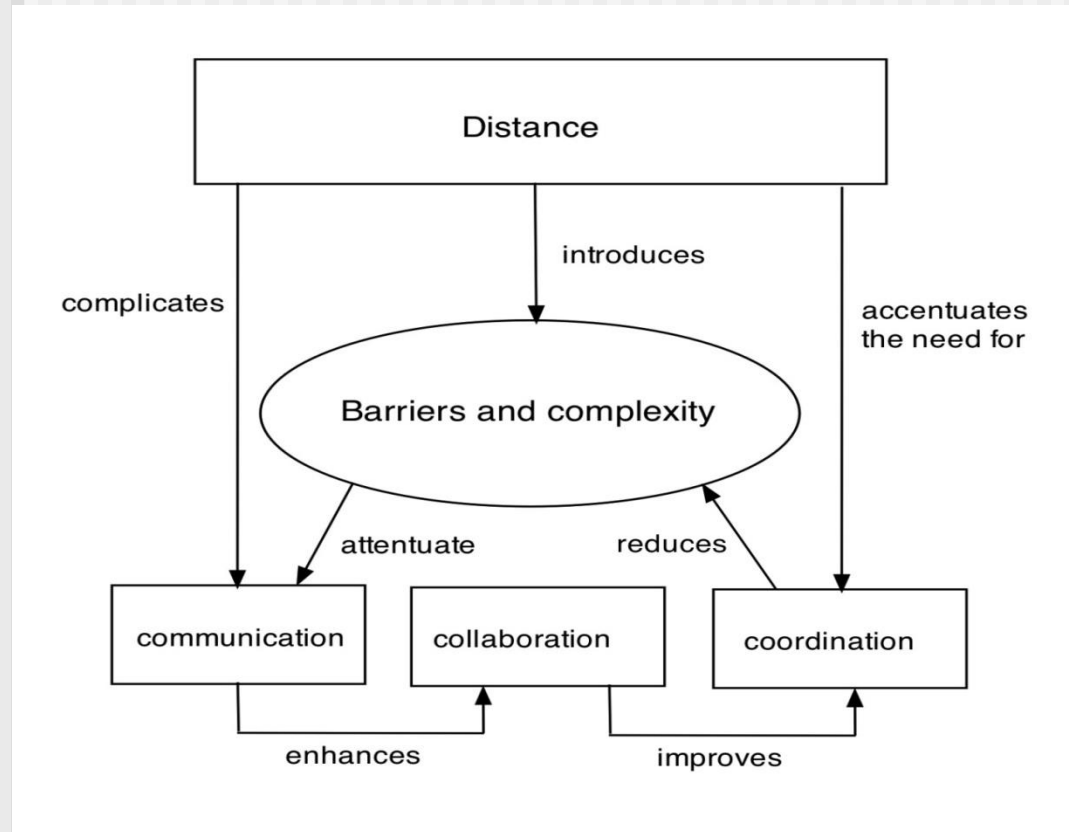 Distance
introduces
complicates
accentuates
the need for
Barriers and complexity
attentuate
reduces
communication
collaboration
coordination
enhances
improves